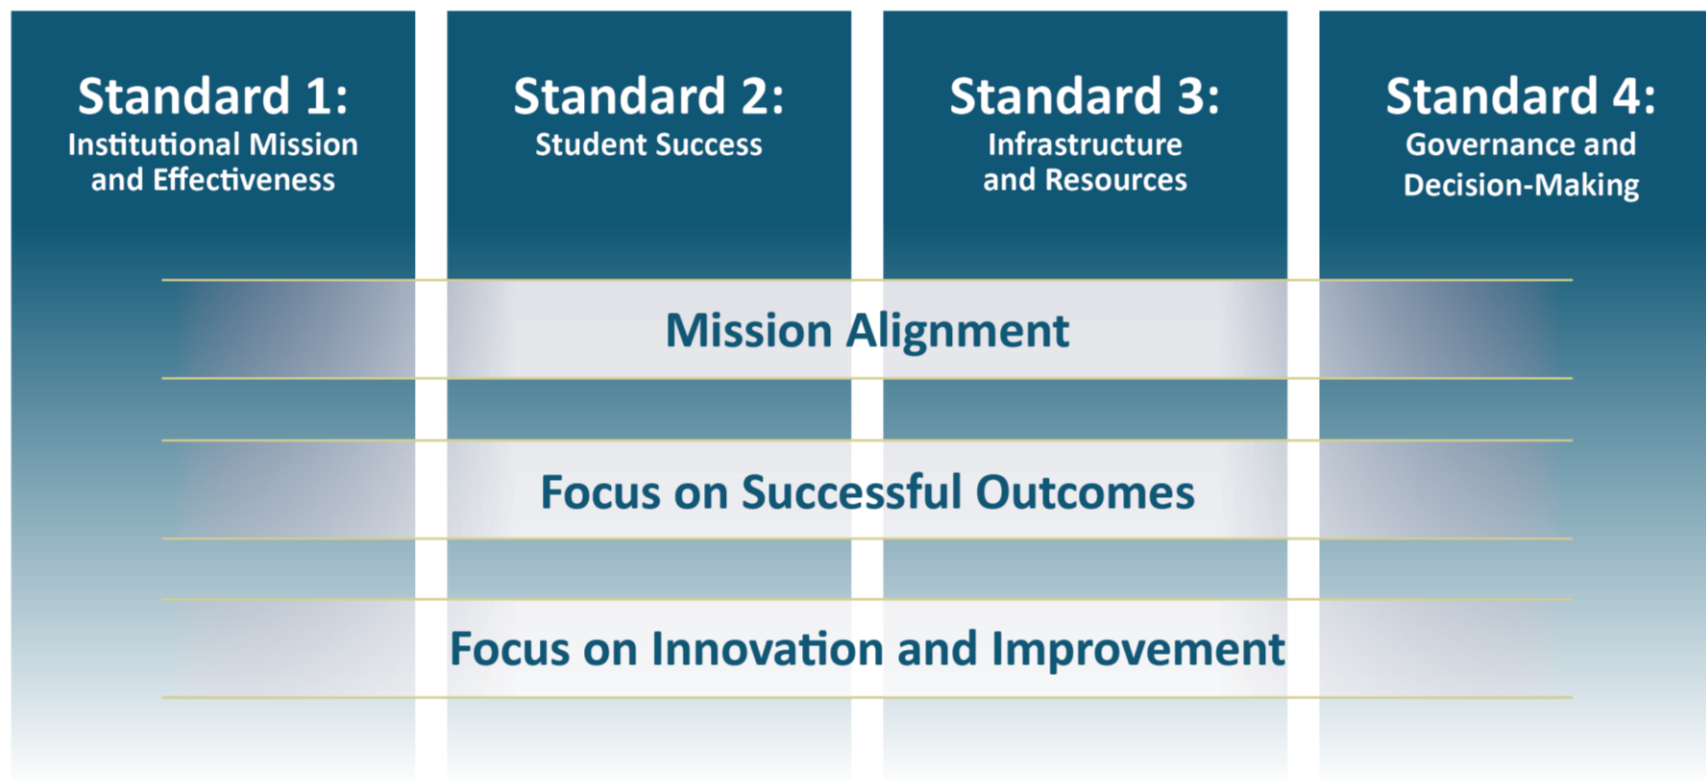 Standard 1:
Institutional Mission
and Effectiveness
Standard 2:
Student Success
Standard 3:
Infrastructure
and Resources
Standard 4:
Governance and
Decision-Making
Mission Alignment
Focus on Successful Outcomes
Focus on Innovation and Improvement